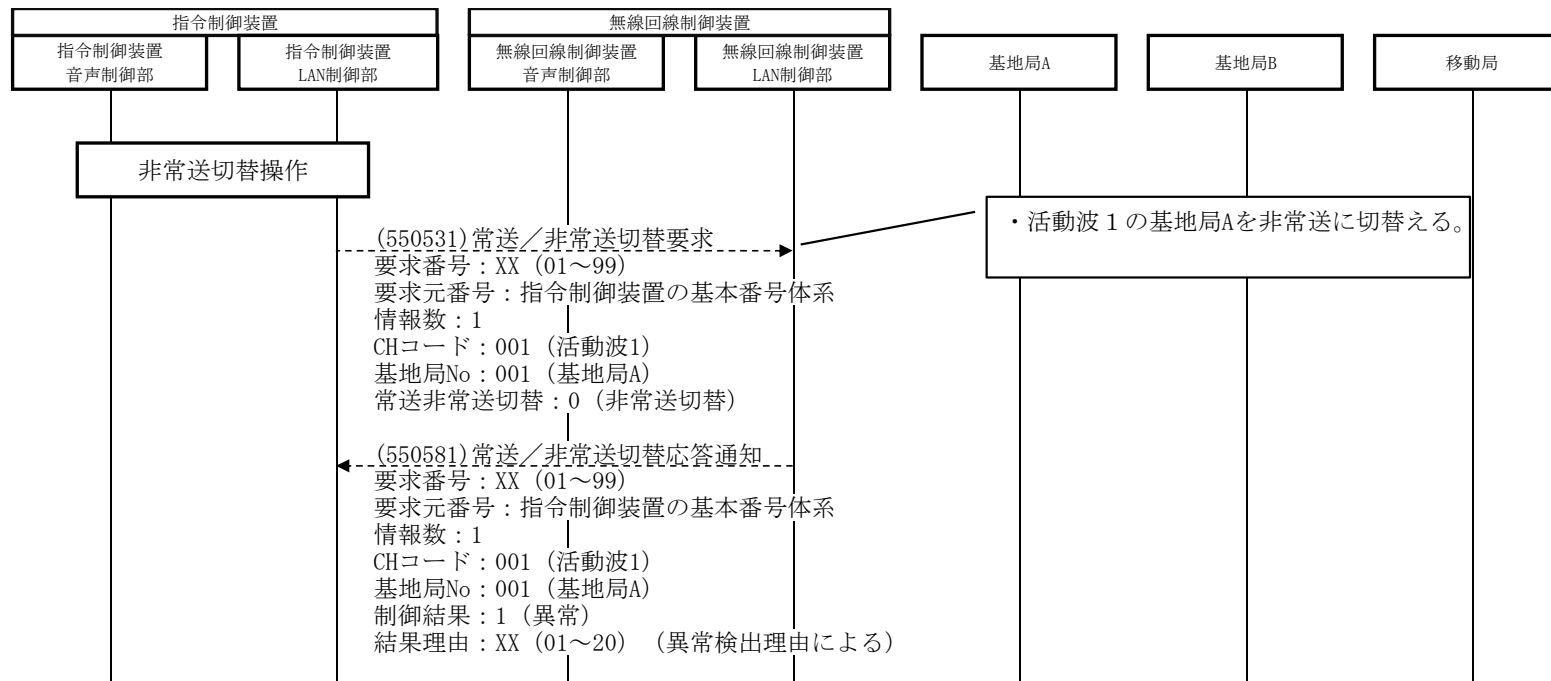 指令制御装置
無線回線制御装置
指令制御装置
音声制御部
指令制御装置
LAN制御部
無線回線制御装置
音声制御部
無線回線制御装置
LAN制御部
基地局A
基地局B
移動局
非常送切替操作
・活動波１の基地局Aを非常送に切替える。
(550531)常送／非常送切替要求
要求番号：XX（01～99）
要求元番号：指令制御装置の基本番号体系
情報数：1
CHコード：001（活動波1）
基地局No：001（基地局A）
常送非常送切替：0（非常送切替）
(550581)常送／非常送切替応答通知
要求番号：XX（01～99）
要求元番号：指令制御装置の基本番号体系
情報数：1
CHコード：001（活動波1）
基地局No：001（基地局A）
制御結果：1（異常）
結果理由：XX（01～20）（異常検出理由による）